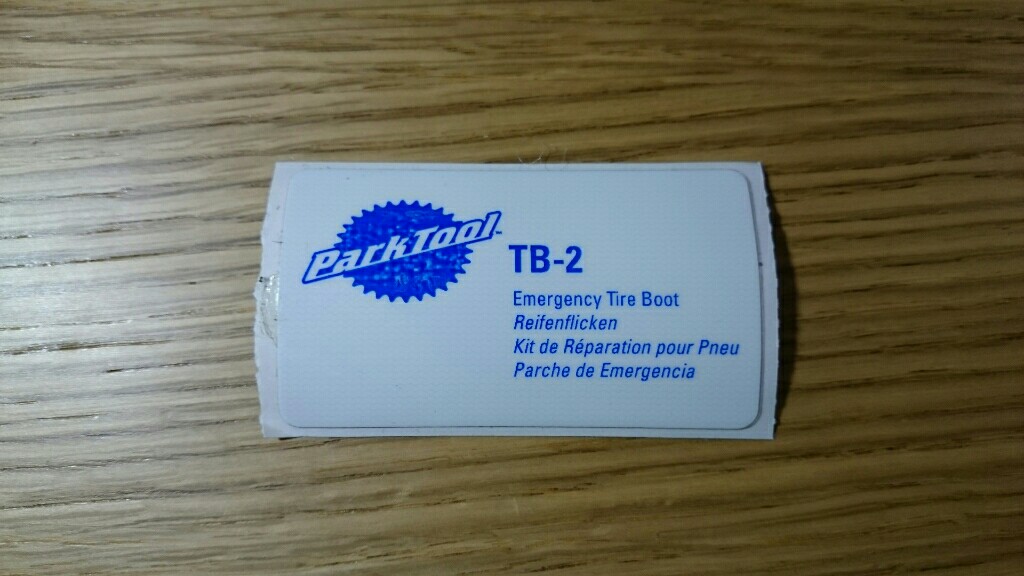 ParkTool
TB-2
Emergency Tire Boot
Reifenflicken
Kit de Réparation pour Pneu
Parche de Emergencia